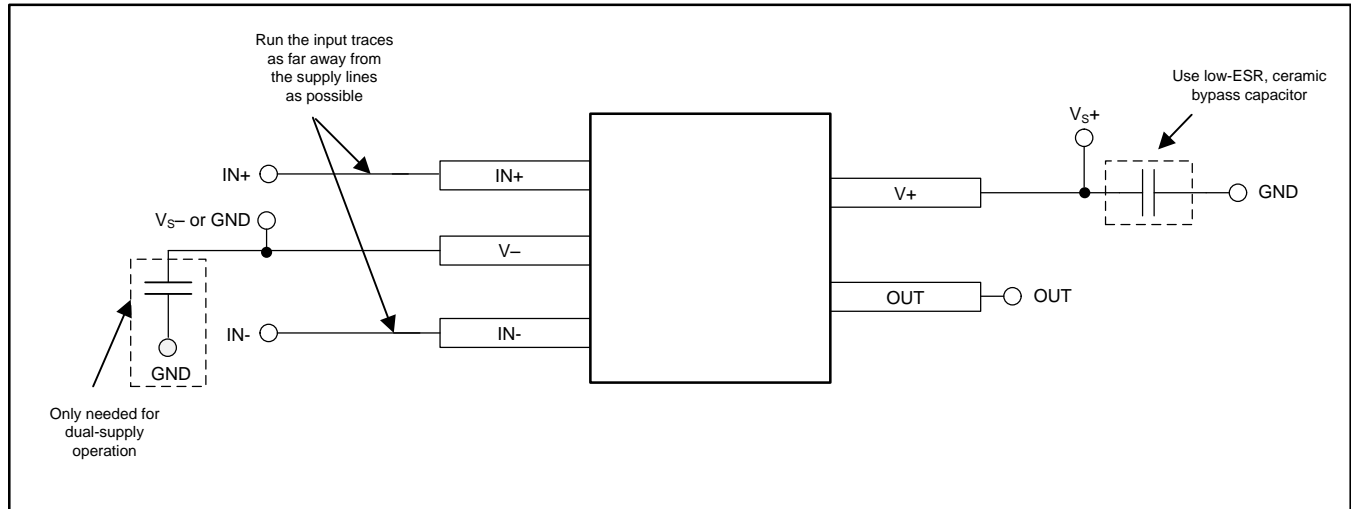 Run the input traces
as far away from
the supply lines
as possible
Use low-ESR, ceramic
bypass capacitor
VS+
IN+
IN+
V+
GND
VS– or GND
V–
OUT
OUT
IN-
IN-
GND
Only needed for
dual-supply
operation